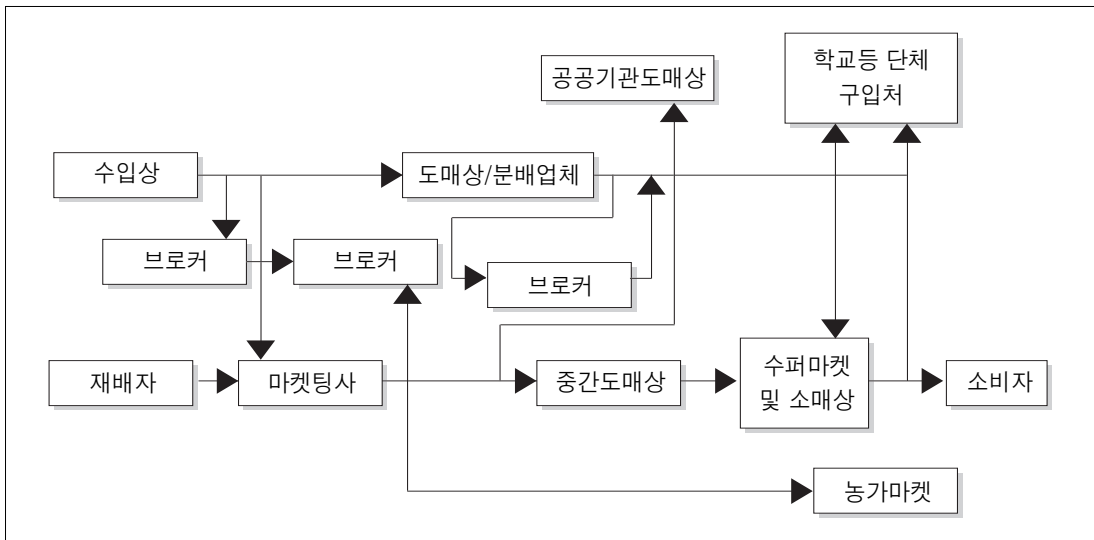 공공기관도매상
학교등 단체
구입처
수입상
도매상/분배업체
브로커
브로커
브로커
재배자
마켓팅사
중간도매상
수퍼마켓
및 소매상
소비자
농가마켓